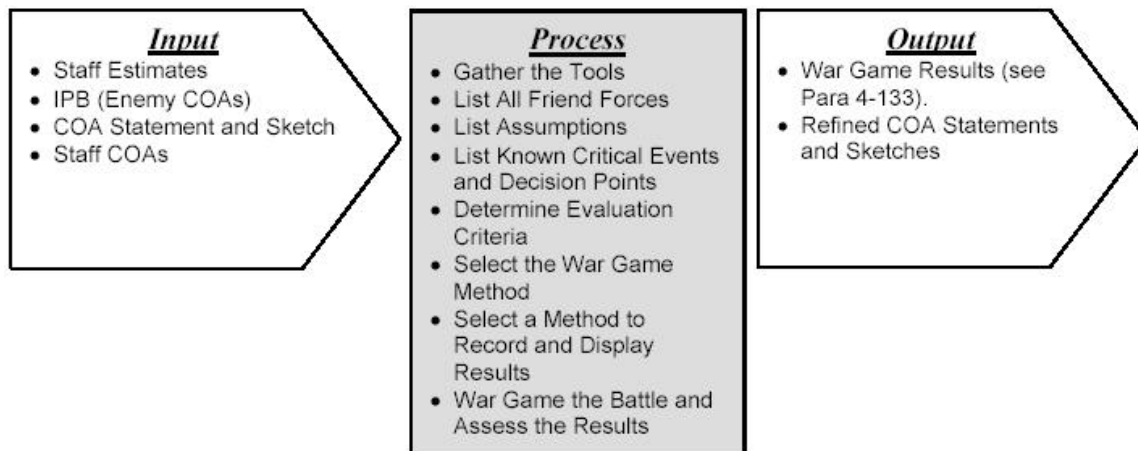 Input
• Staff Estimates
• IPB (Enemy COAs)
• COA Statement and Sketch
• Staff COAs
Process
• Gather the Tools
• List All Friend Forces
• List Assumptions
• List Known Critical Events
and Decision Points
• Determine Evaluation
Criteria
• Select the War Game
Method
• Select a Method to
Record and Display
Results
• War Game the Battle and
Assess the Results
Output
• War Game Results (see
Para 4-133).
• Refined COA Statements
and Sketches